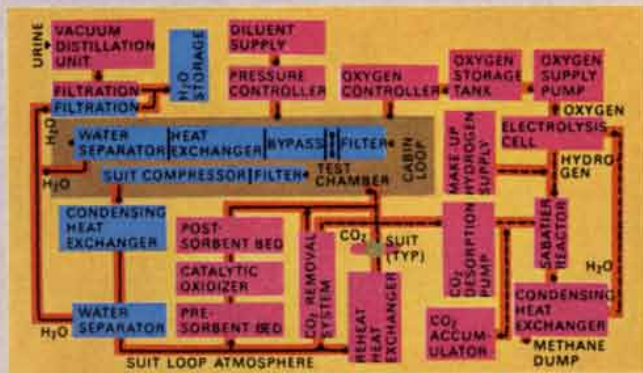 URINE
VACUUM
DISTILLATION
UNIT
FILTRATION
FILTRATION
H₂O
STORAGE
DILUENT
SUPPLY
PRESSURE
CONTROLLER
OXYGEN
CONTROLLER
OXYGEN
STORAGE
TANK
OXYGEN
SUPPLY
PUMP
OXYGEN
ELECTROLYSIS
CELL
HYDRO
GEN
H₂O
H₂O
WATER
SEPARATOR
HEAT
EXCHANGER
BYPASS
FILTER
SUIT COMPRESSOR
FILTER
TEST
CHAMBER
CABIN
LOOP
MAKE UP
HYDROGEN
SUPPLY
CONDENSING
HEAT
EXCHANGER
POST-
SORBENT BED
CATALYTIC
OXIOIZER
PRE-
SORBENT BED
CO₂ REMOVAL
SYSTEM
CO₂
SUIT
(TYP)
REHEAT
HEAT
EXCHANGER
CO₂
DESORPTION
PUMP
SABATIER
REACTOR
H₂O
CO₂
ACCUM-
ULATOR
CONDENSING
HEAT
EXCHANGER
METHANE
DUMP
H₂O
WATER
SEPARATOR
SUIT LOOP ATMOSPHERE